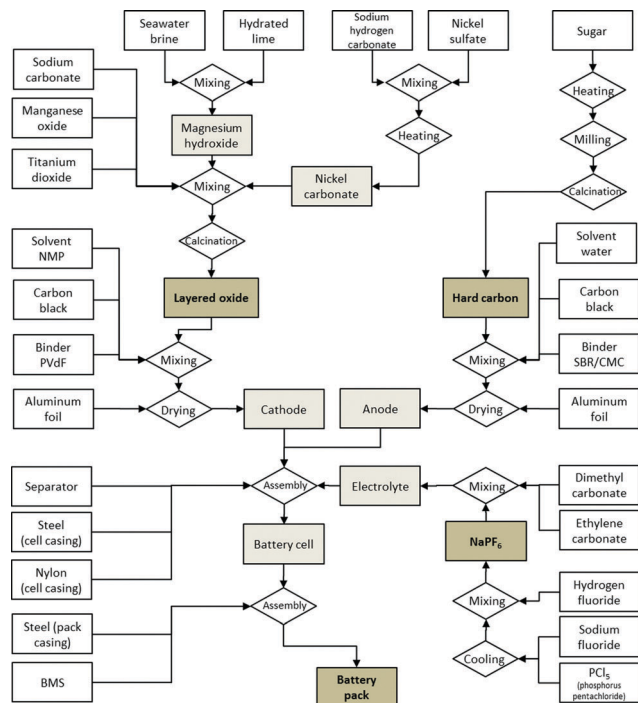 Seawater
brine
Hydrated
lime
Sodium
hydrogen
carbonate
Nickel
sulfate
Sugar
Sodium
carbonate
Mixing
Mixing
Heating
Manganese
oxide
Magnesium
hydroxide
Heating
Milling
Titanium
dioxide
Mixing
Nickel
carbonate
Calcination
Solvent
NMP
Calcination
Solvent
water
Carbon
black
Layered oxide
Hard carbon
Carbon
black
Binder
PVdF
Mixing
Mixing
Binder
SBR/CMC
Aluminum
foil
Drying
Cathode
Anode
Drying
Aluminum
foil
Separator
Assembly
Electrolyte
Mixing
Dimethyl
carbonate
Steel
(cell casing)
Battery cell
NaPF6
Ethylene
carbonate
Nylon
(cell casing)
Assembly
Mixing
Hydrogen
fluoride
Steel (pack
casing)
Cooling
Sodium
fluoride
BMS
Battery
pack
PCl5
(phosphorus
pentachloride)